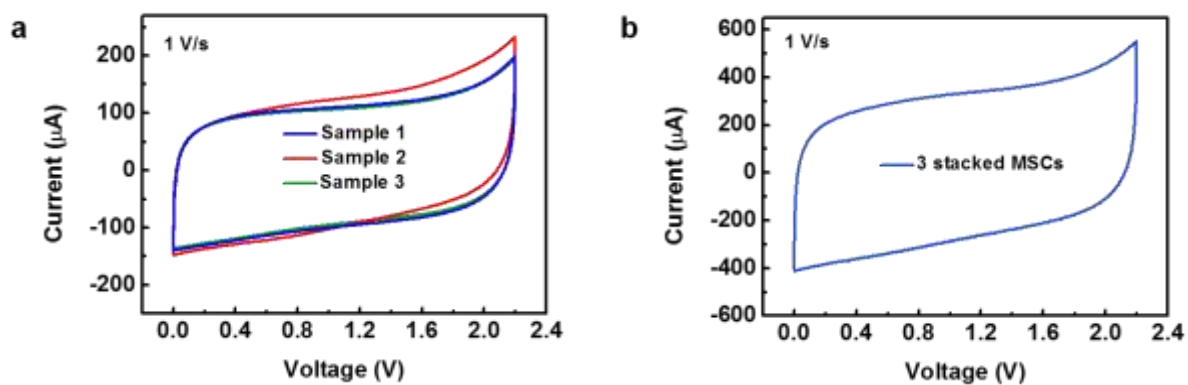 a
1 V/s
200
100
0
-100
-200
Current (μA)
Sample 1
Sample 2
Sample 3
0.0 0.4 0.8 1.2 1.6 2.0 2.4
Voltage (V)
b
1 V/s
600
400
200
0
-200
-400
-600
Current (μA)
3 stacked MSCs
0.0 0.4 0.8 1.2 1.6 2.0 2.4
Voltage (V)